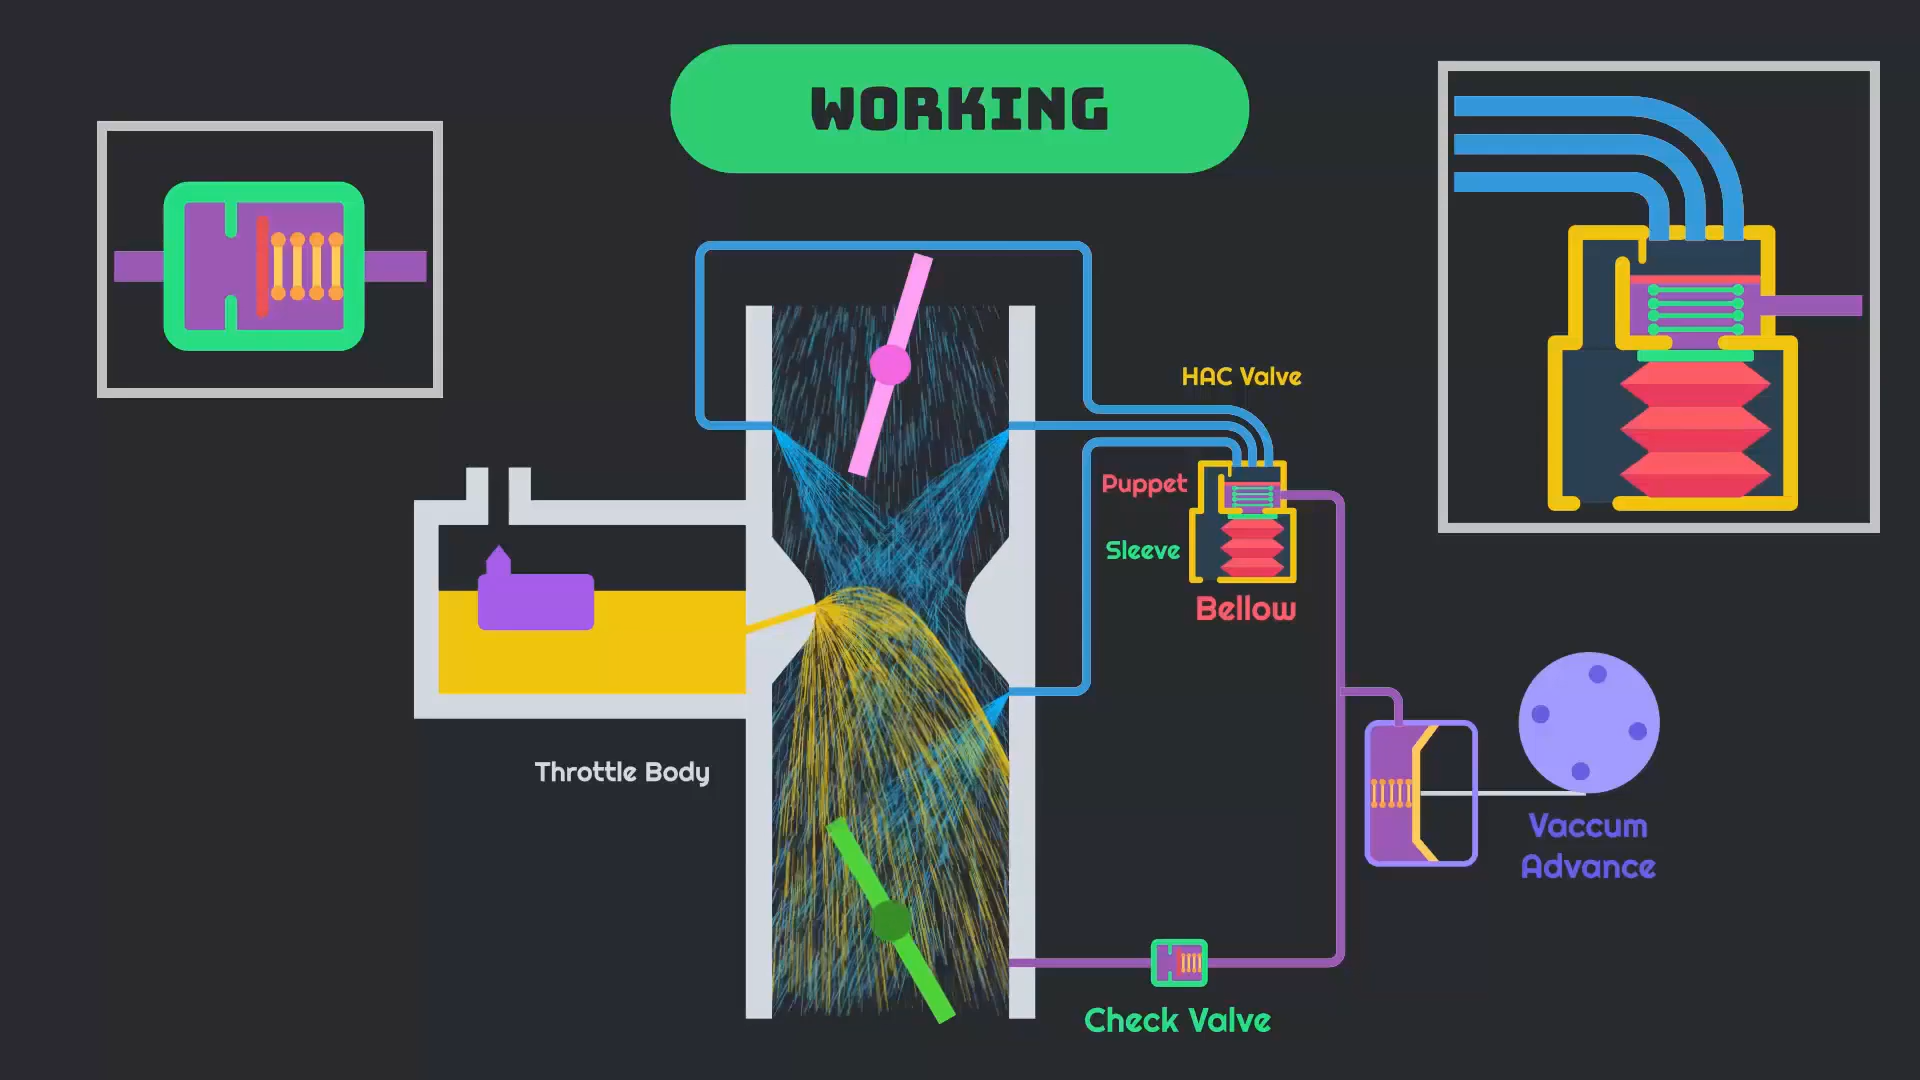 WORKING
HAC Valve
Puppet
Sleeve
Bellow
Throttle Body
Vaccum
Advance
Check Valve